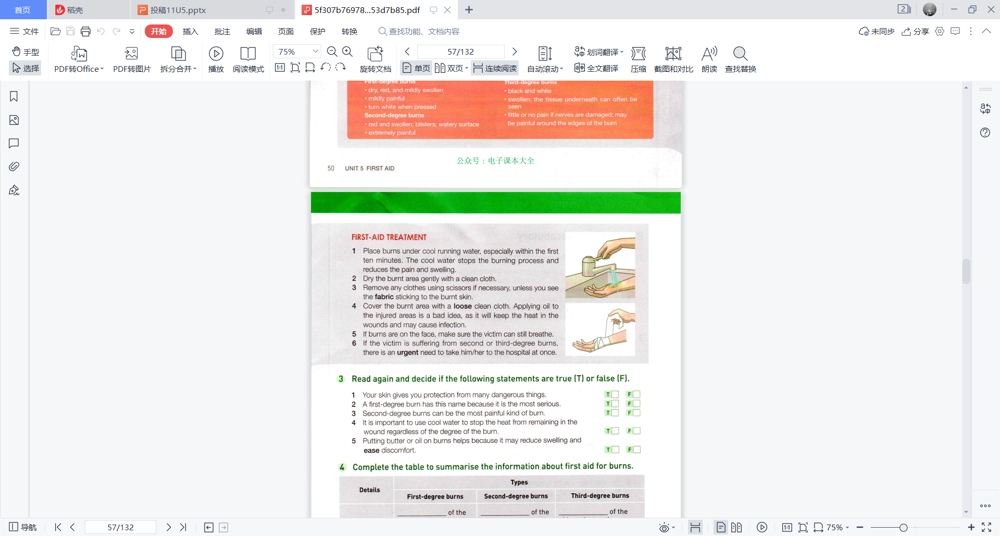 首页
稻壳
投稿11U5.pptx
5f307b76978...53d7b85.pdf
2
文件
开始
插入
批注
编辑
页面
保护
转换
查找功能、文档内容
未同步
分享
手型
选择
PDF转Office
PDF转图片
拆分合并
播放
阅读模式
75%
1:1
旋转文档
57/132
单页
双页
连续阅读
自动滚动
划词翻译
全文翻译
压缩
截图和对比
朗读
查找替换
First-degree burns
• dry, red, and mildly swollen
• mildly painful
• turn white when pressed
Second-degree burns
• red and swollen; blisters; watery surface
• extremely painful
Third-degree burns
• black and white
• swollen; the tissue underneath can often be
seen
• little or no pain if nerves are damaged; may
be painful around the edges of the burn
公众号：电子课本大全
50 UNIT 5 FIRST AID
FIRST-AID TREATMENT
1 Place burns under cool running water, especially within the first
ten minutes. The cool water stops the burning process and
reduces the pain and swelling.
2 Dry the burnt area gently with a clean cloth.
3 Remove any clothes using scissors if necessary, unless you see
the fabric sticking to the burnt skin.
4 Cover the burnt area with a loose clean cloth. Applying oil to
the injured areas is a bad idea, as it will keep the heat in the
wounds and may cause infection.
5 If burns are on the face, make sure the victim can still breathe.
6 If the victim is suffering from second or third-degree burns,
there is an urgent need to take him/her to the hospital at once.
3 Read again and decide if the following statements are true (T) or false (F).
1 Your skin gives you protection from many dangerous things. T F
2 A first-degree burn has this name because it is the most serious. T F
3 Second-degree burns can be the most painful kind of burn. T F
4 It is important to use cool water to stop the heat from remaining in the
wound regardless of the degree of the burn. T F
5 Putting butter or oil on burns helps because it may reduce swelling and
ease discomfort. T F
4 Complete the table to summarise the information about first aid for burns.
Details
Types
First-degree burns
Second-degree burns
Third-degree burns
____________ of the
____________ of the
____________ of the
导航
57/132
1:1
75%